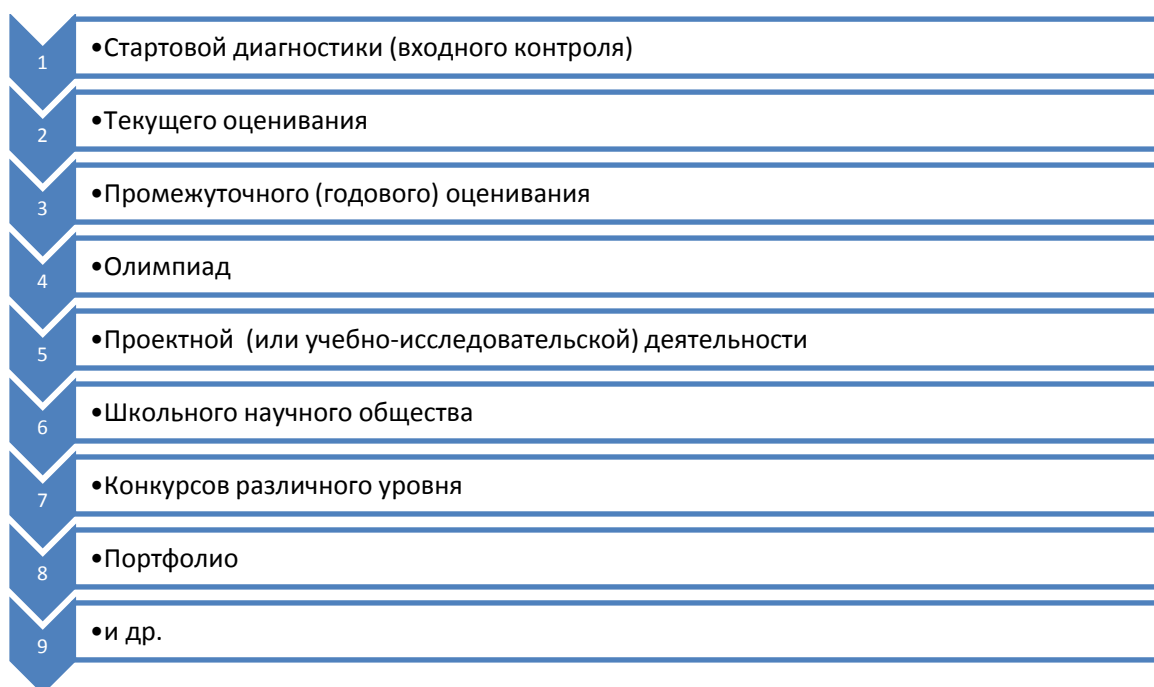 1
•Стартовой диагностики (входного контроля)
2
•Текущего оценивания
3
•Промежуточного (годового) оценивания
4
•Олимпиад
5
•Проектной (или учебно-исследовательской) деятельности
6
•Школьного научного общества
7
•Конкурсов различного уровня
8
•Портфолио
9
•и др.